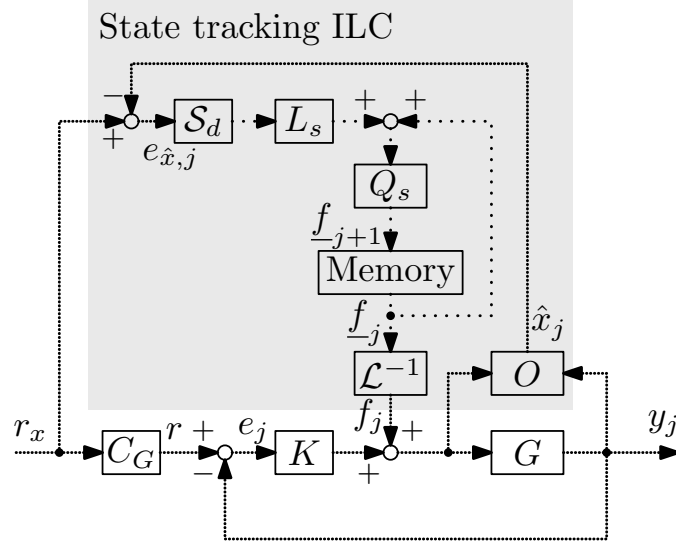 State tracking ILC
− + + +
e_{x̂,j} 𝒮_d L_s
Q_s
f_{j+1}
Memory
f_j x̂_j
ℒ^{−1} O
r_x r + e_j f_j + y_j
C_G − K + G